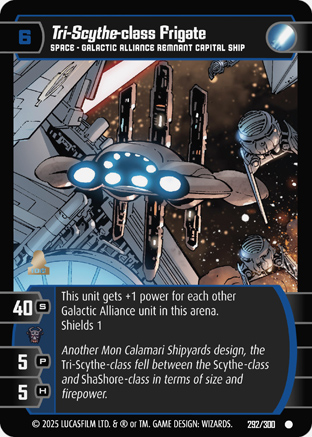 6 Tri-Scythe-class Frigate
SPACE - GALACTIC ALLIANCE REMNANT CAPITAL SHIP
40 S
This unit gets +1 power for each other
Galactic Alliance unit in this arena.
Shields 1
5 P
5 H
Another Mon Calamari Shipyards design, the
Tri-Scythe-class fell between the Scythe-class
and ShaShore-class in terms of size and
firepower.
© 2025 LUCASFILM LTD. & ® OR TM. GAME DESIGN: WIZARDS. 292/300